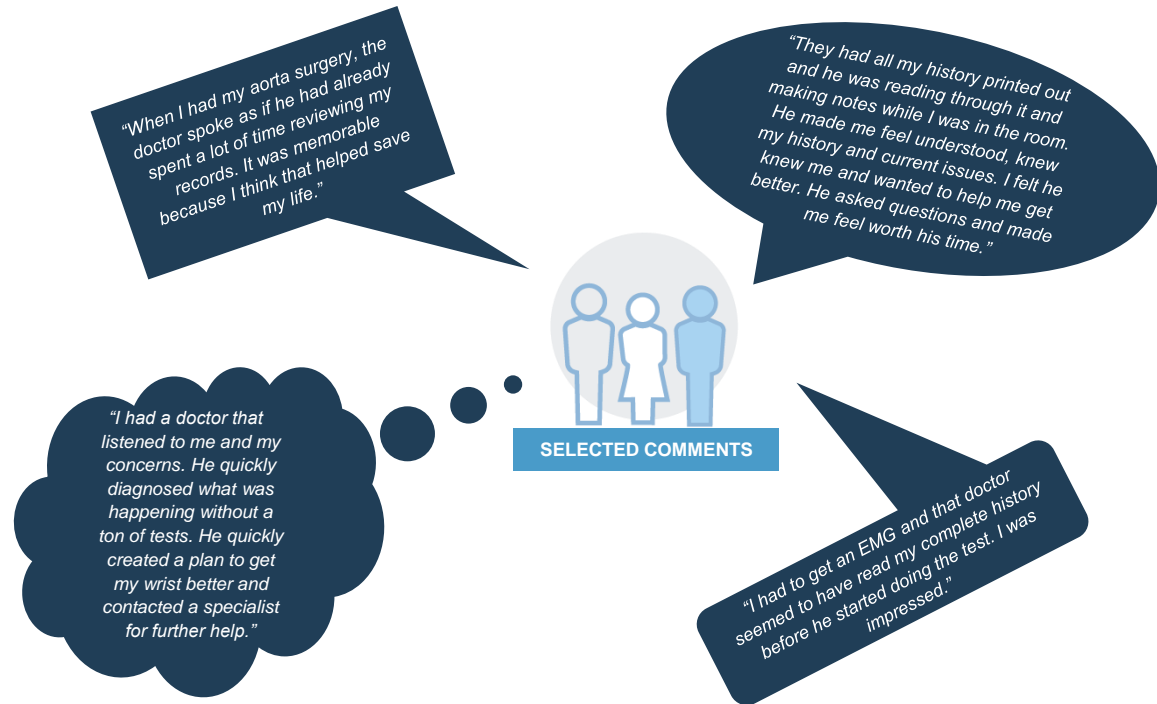 “When I had my aorta surgery, the
doctor spoke as if he had already
spent a lot of time reviewing my
records. It was memorable
because I think that helped save
my life.”
“They had all my history printed out
and he was reading through it and
making notes while I was in the room.
He made me feel understood, knew
my history and current issues. I felt he
knew me and wanted to help me get
better. He asked questions and made
me feel worth his time.”
SELECTED COMMENTS
“I had a doctor that
listened to me and my
concerns. He quickly
diagnosed what was
happening without a
ton of tests. He quickly
created a plan to get
my wrist better and
contacted a specialist
for further help.”
“I had to get an EMG and that doctor
seemed to have read my complete history
before he started doing the test. I was
impressed.”